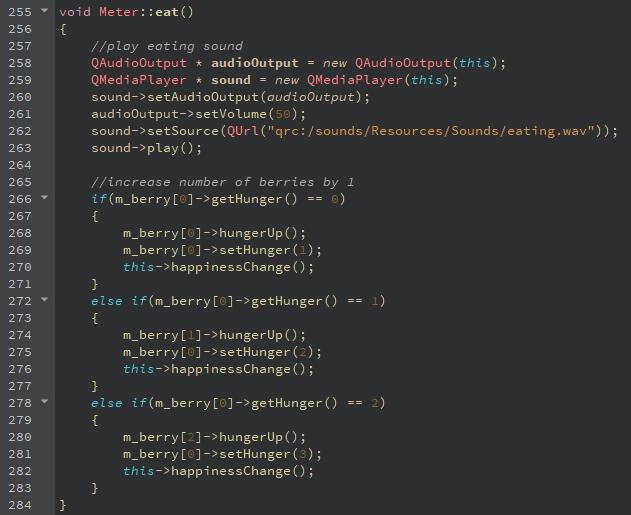 255 void Meter::eat()
256 {
257     //play eating sound
258     QAudioOutput * audioOutput = new QAudioOutput(this);
259     QMediaPlayer * sound = new QMediaPlayer(this);
260     sound->setAudioOutput(audioOutput);
261     audioOutput->setVolume(50);
262     sound->setSource(QUrl("qrc:/sounds/Resources/Sounds/eating.wav"));
263     sound->play();
264
265     //increase number of berries by 1
266     if(m_berry[0]->getHunger() == 0)
267     {
268         m_berry[0]->hungerUp();
269         m_berry[0]->setHunger(1);
270         this->happinessChange();
271     }
272     else if(m_berry[0]->getHunger() == 1)
273     {
274         m_berry[1]->hungerUp();
275         m_berry[0]->setHunger(2);
276         this->happinessChange();
277     }
278     else if(m_berry[0]->getHunger() == 2)
279     {
280         m_berry[2]->hungerUp();
281         m_berry[0]->setHunger(3);
282         this->happinessChange();
283     }
284 }